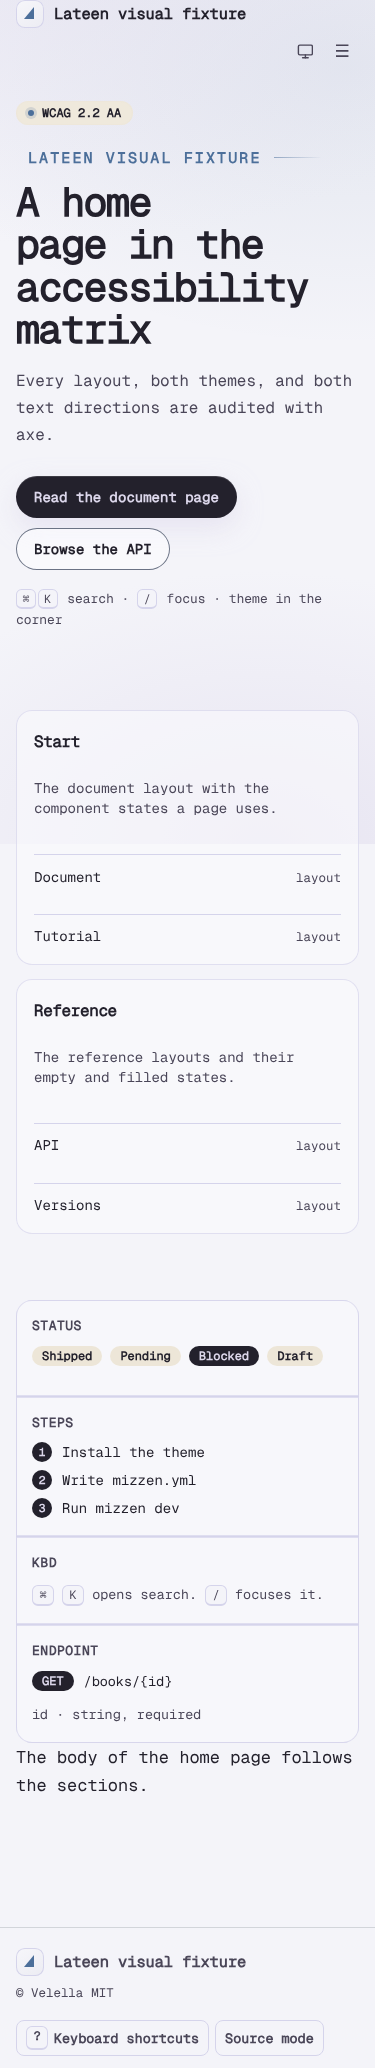 Lateen visual fixture
WCAG 2.2 AA
LATEEN VISUAL FIXTURE
A home
page in the
accessibility
matrix
Every layout, both themes, and both
text directions are audited with
axe.
Read the document page
Browse the API
⌘ K search · / focus · theme in the
corner
Start
The document layout with the
component states a page uses.
Document layout
Tutorial layout
Reference
The reference layouts and their
empty and filled states.
API layout
Versions layout
STATUS
Shipped Pending Blocked Draft
STEPS
1 Install the theme
2 Write mizzen.yml
3 Run mizzen dev
KBD
⌘ K opens search. / focuses it.
ENDPOINT
GET /books/{id}
id · string, required
The body of the home page follows
the sections.
Lateen visual fixture
© Velella MIT
? Keyboard shortcuts Source mode